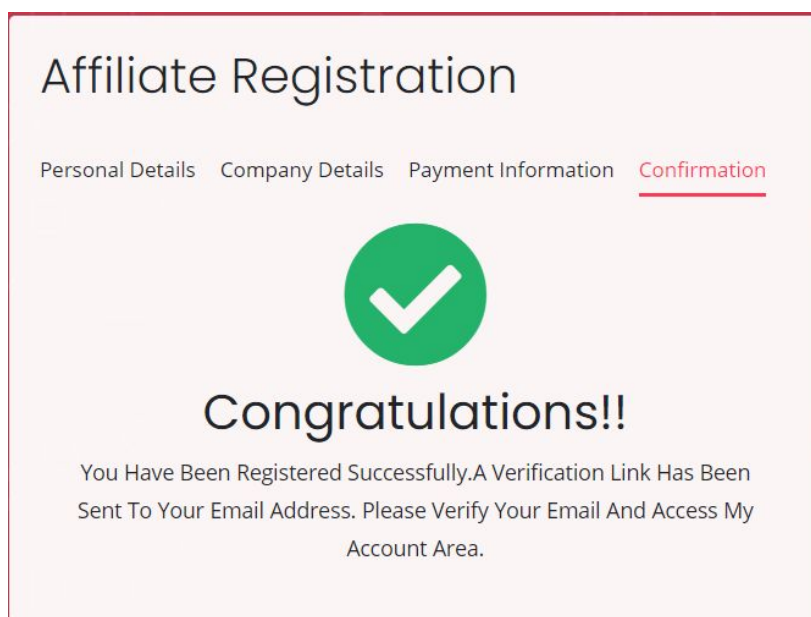 Affiliate Registration
Personal Details Company Details Payment Information Confirmation
Congratulations!!
You Have Been Registered Successfully.A Verification Link Has Been
Sent To Your Email Address. Please Verify Your Email And Access My
Account Area.